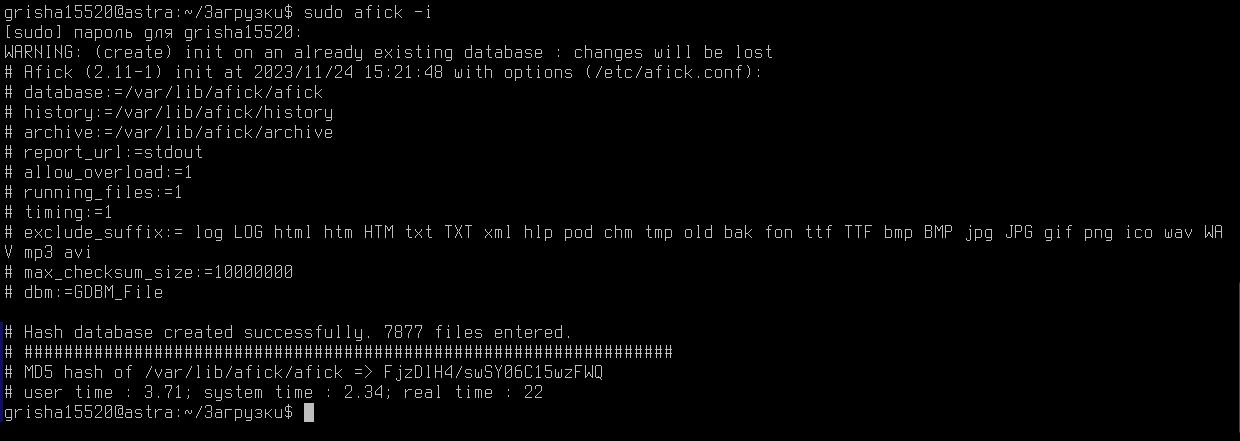 grisha15520@astra:~/Загрузки$ sudo afick -i
[sudo] пароль для grisha15520:
WARNING: (create) init on an already existing database : changes will be lost
# Afick (2.11-1) init at 2023/11/24 15:21:48 with options (/etc/afick.conf):
# database:=/var/lib/afick/afick
# history:=/var/lib/afick/history
# archive:=/var/lib/afick/archive
# report_url:=stdout
# allow_overload:=1
# running_files:=1
# timing:=1
# exclude_suffix:= log LOG html htm HTM txt TXT xml hlp pod chm tmp old bak fon ttf TTF bmp BMP jpg JPG gif png ico wav WA
V mp3 avi
# max_checksum_size:=10000000
# dbm:=GDBM_File
# Hash database created successfully. 7877 files entered.
# #################################################################
# MD5 hash of /var/lib/afick/afick => FjzDlH4/swSY06C15wzFWQ
# user time : 3.71; system time : 2.34; real time : 22
grisha15520@astra:~/Загрузки$